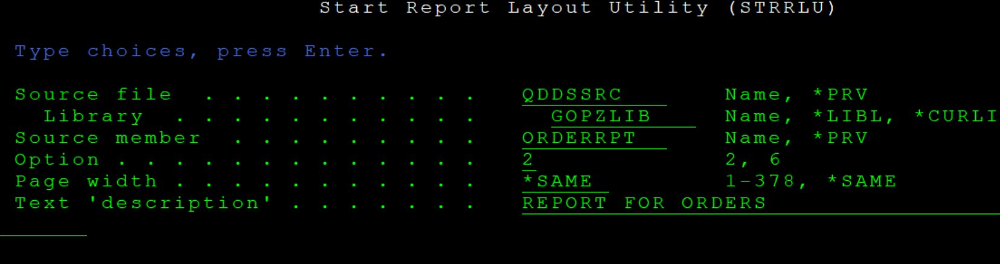 Start Report Layout Utility (STRRLU)
Type choices, press Enter.
Source file . . . . . . . . . . QDDSSRC Name, *PRV
Library . . . . . . . . . . . GOPZLIB Name, *LIBL, *CURLI
Source member . . . . . . . . . ORDERRPT Name, *PRV
Option . . . . . . . . . . . . . 2 2, 6
Page width . . . . . . . . . . . *SAME 1-378, *SAME
Text 'description' . . . . . . . REPORT FOR ORDERS